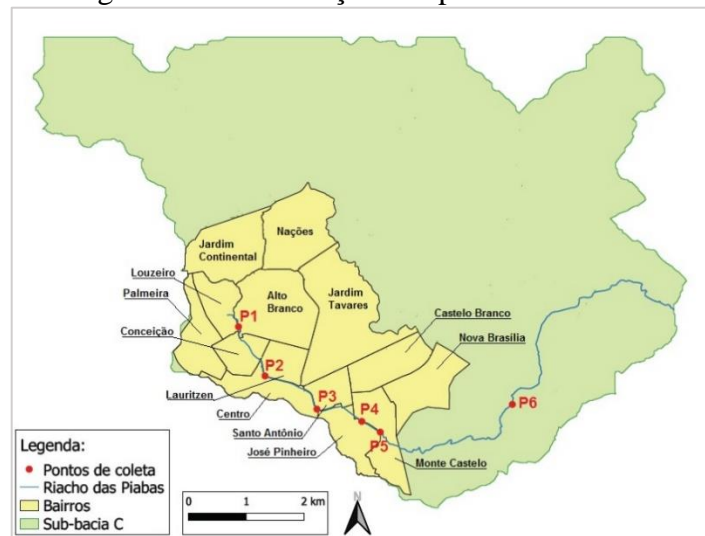 Nações
Jardim
Continental
Louzeiro
Palmeira
Alto
Branco
Jardim
Tavares
Castelo Branco
Nova Brasília
Conceição
P1
P2
P3
P4
P5
P6
Lauritzen
Centro
Santo Antônio
José Pinheiro
Monte Castelo
Legenda:
Pontos de coleta
Riacho das Piabas
Bairros
Sub-bacia C
0 1 2 km
N